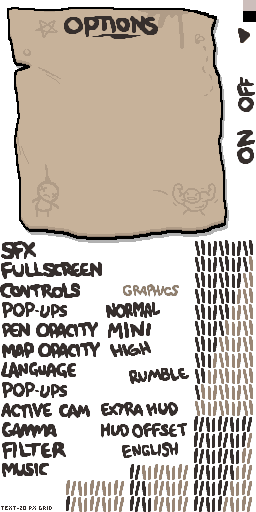 OPTIONS
OFF
ON
SFX
FULLSCREEN
CONTROLS GRAPHICS
POP-UPS NORMAL
PEN OPACITY MINI
MAP OPACITY HIGH
LANGUAGE
RUMBLE
POP-UPS
ACTIVE CAM EXTRA HUD
GAMMA HUD OFFSET
FILTER ENGLISH
MUSIC
TEXT-20 PX GRID